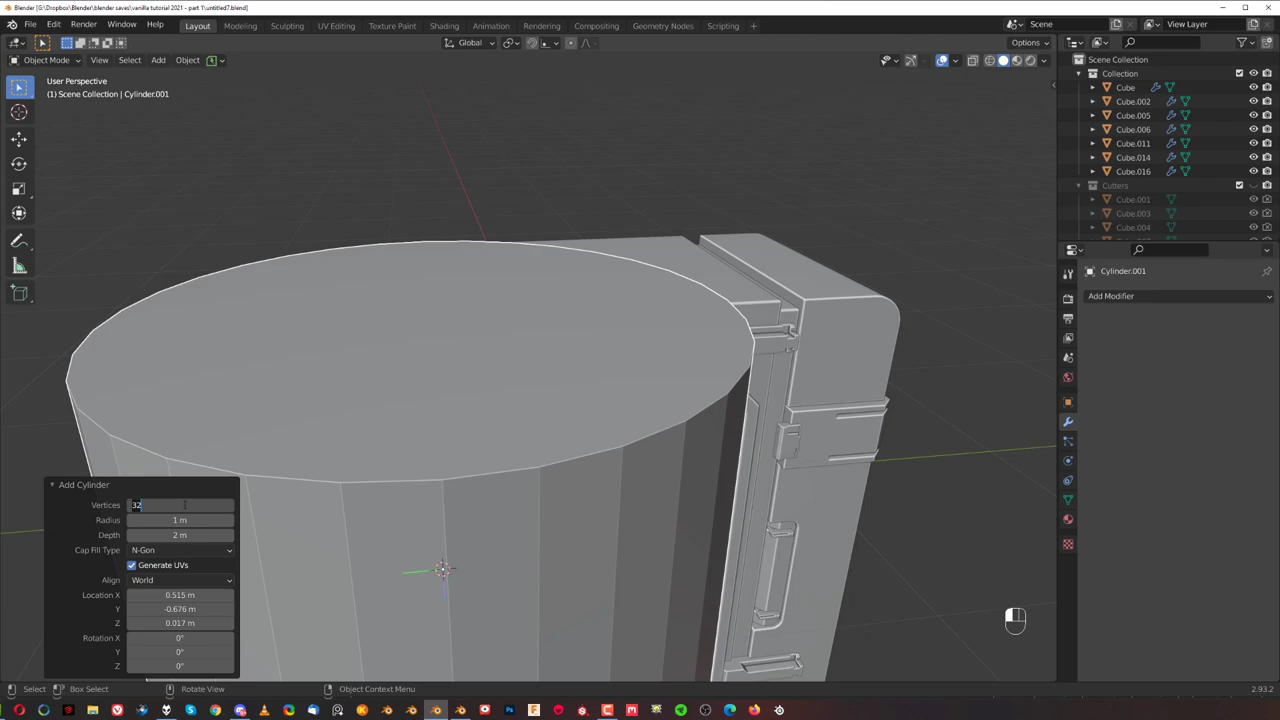 Blender [G:\Dropbox\Blender\blender saves\vanilla tutorial 2021 - part 1\untitled7.blend]
File Edit Render Window Help Layout Modeling Sculpting UV Editing Texture Paint Shading Animation Rendering Compositing Geometry Nodes Scripting + Scene View Layer
Global Options
Object Mode View Select Add Object
User Perspective
(1) Scene Collection | Cylinder.001
Scene Collection
Collection
Cube
Cube.002
Cube.005
Cube.006
Cube.011
Cube.014
Cube.016
Cutters
Cube.001
Cube.003
Cube.004
Cylinder.001
Add Modifier
Add Cylinder
Vertices 32
Radius 1 m
Depth 2 m
Cap Fill Type N-Gon
Generate UVs
Align World
Location X 0.515 m
Y -0.676 m
Z 0.017 m
Rotation X 0°
Y 0°
Z 0°
Select Box Select Rotate View Object Context Menu 2.93.2